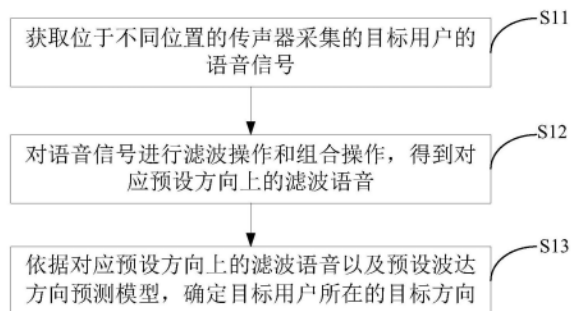 获取位于不同位置的传声器采集的目标用户的
语音信号
S11
对语音信号进行滤波操作和组合操作，得到对
应预设方向上的滤波语音
S12
依据对应预设方向上的滤波语音以及预设波达
方向预测模型，确定目标用户所在的目标方向
S13